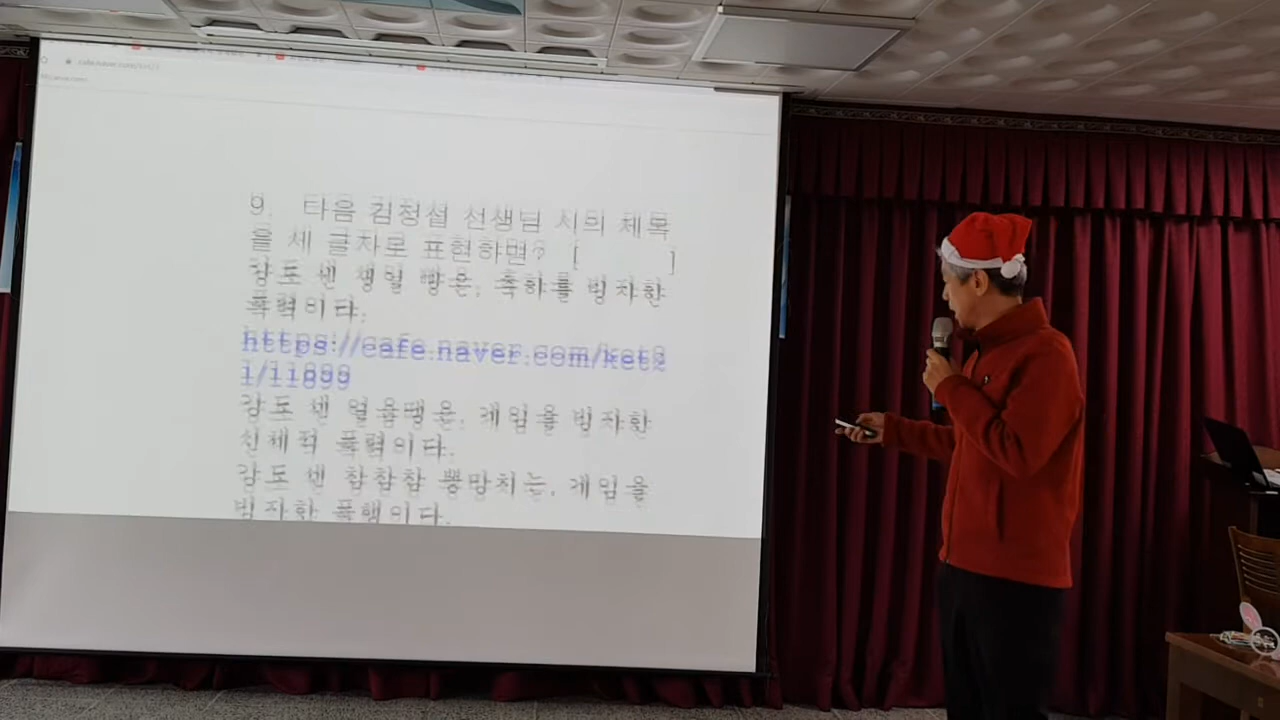 9. 다음 김정섭 선생님 시의 제목
을 세 글자로 표현하면? [ ]
강도 센 생일 빵은, 축하를 빙자한
폭력이다.
https://cafe.naver.com/ket21
1/11899
강도 센 얼음땡은, 게임을 빙자한
신체적 폭력이다.
강도 센 참참참 뿅망치는, 게임을
빙자한 폭행이다.